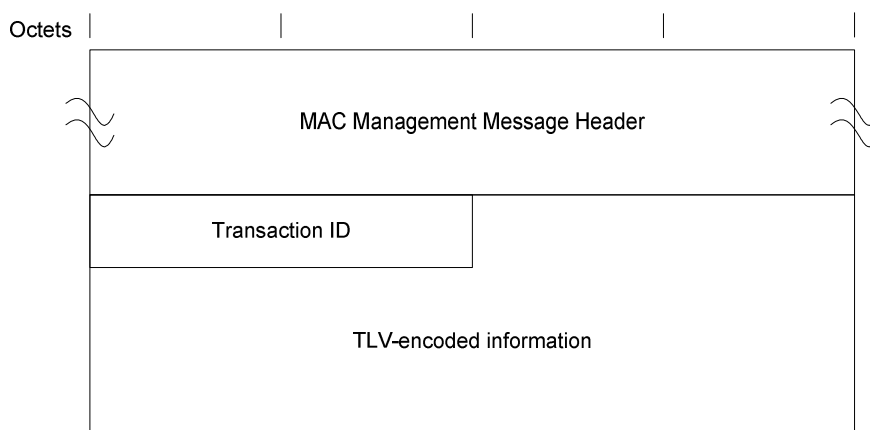 Octets
MAC Management Message Header
Transaction ID
TLV-encoded information